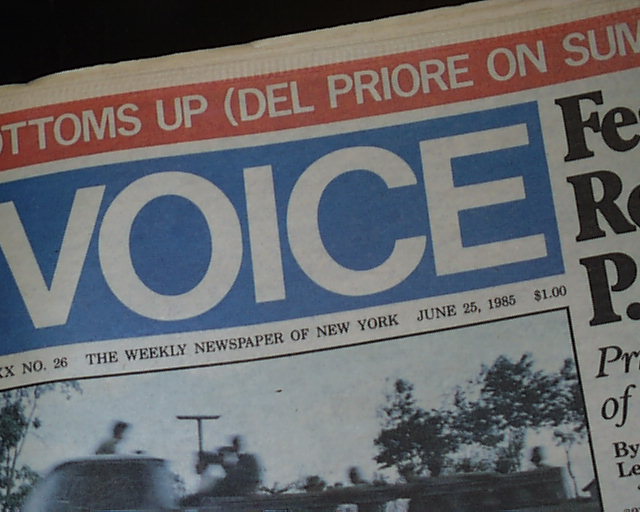 OTTOMS UP (DEL PRIORE ON SUM
VOICE
XX NO. 26 THE WEEKLY NEWSPAPER OF NEW YORK JUNE 25, 1985 $1.00
Fe
Re
P.
Pr
of
By
Le